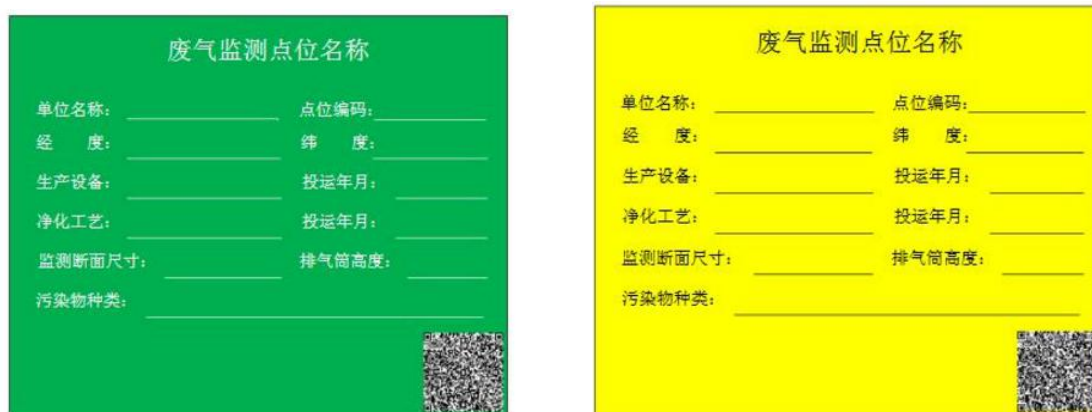 废气监测点位名称
单位名称: 点位编码:
经 度: 纬 度:
生产设备: 投运年月:
净化工艺: 投运年月:
监测断面尺寸: 排气筒高度:
污染物种类:
废气监测点位名称
单位名称: 点位编码:
经 度: 纬 度:
生产设备: 投运年月:
净化工艺: 投运年月:
监测断面尺寸: 排气筒高度:
污染物种类: